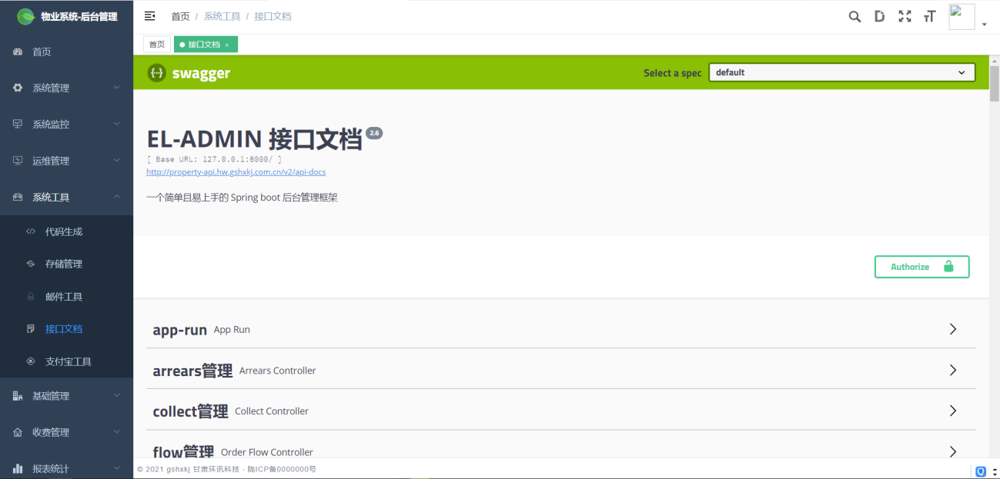 物业系统-后台管理
首页 / 系统工具 / 接口文档
首页
接口文档 ×
首页
系统管理
系统监控
运维管理
系统工具
代码生成
存储管理
邮件工具
接口文档
支付宝工具
基础管理
收费管理
报表统计
{··} swagger
Select a spec
default
EL-ADMIN 接口文档 2.6
[ Base URL: 127.0.0.1:8000/ ]
http://property-api.hw.gshxkj.com.cn/v2/api-docs
一个简单且易上手的 Spring boot 后台管理框架
Authorize
app-run App Run
arrears管理 Arrears Controller
collect管理 Collect Controller
flow管理 Order Flow Controller
© 2021 gshxkj 甘肃环讯科技 · 陇ICP备0000000号